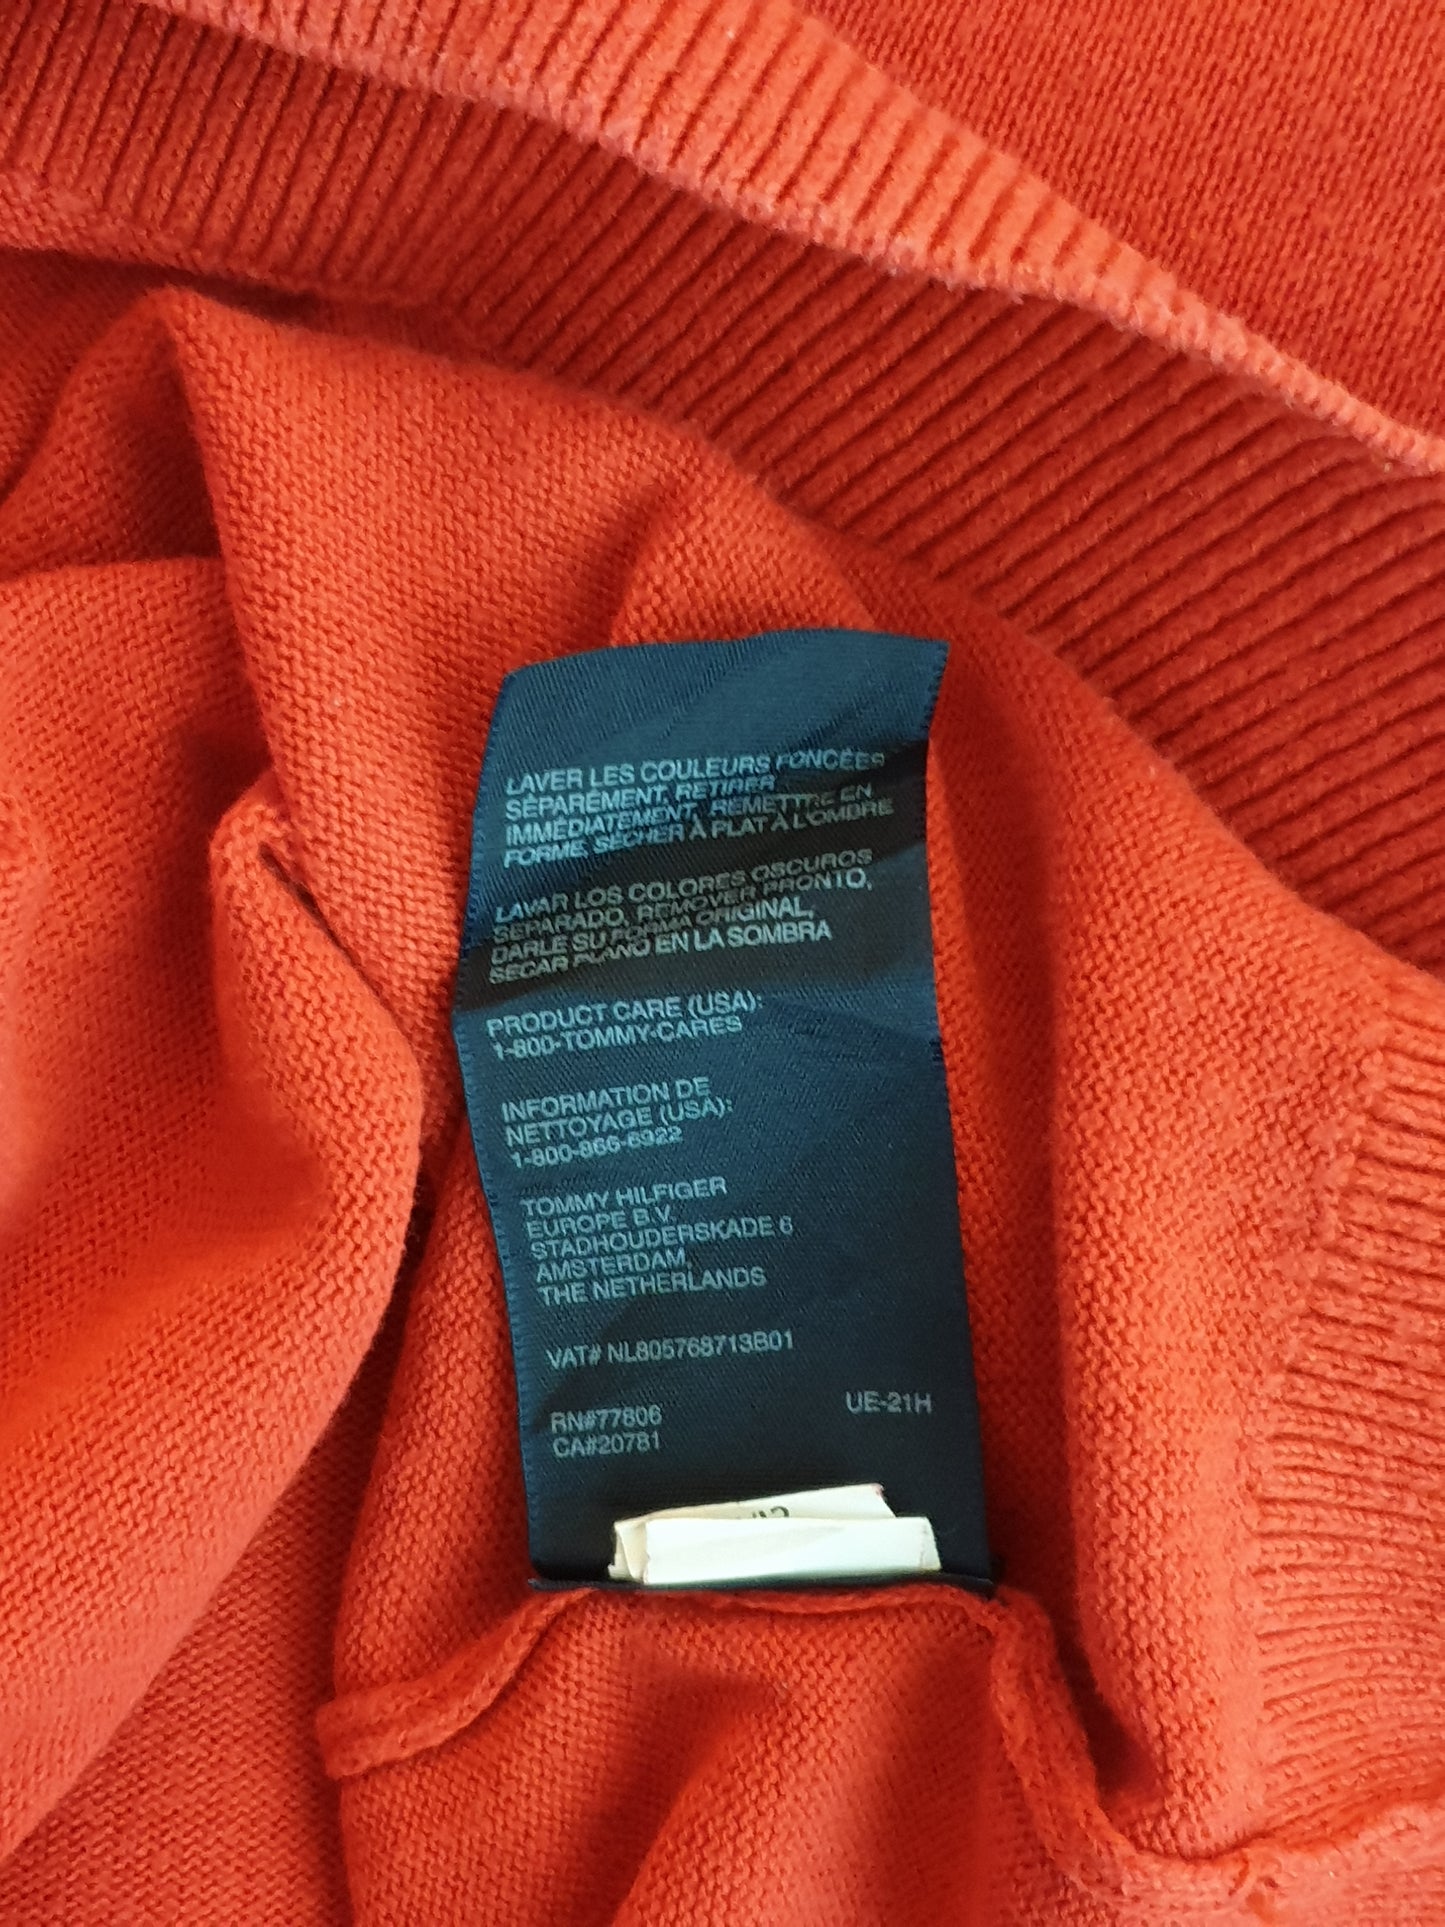 LAVER LES COULEURS FONCÉES
SÉPARÉMENT, RETIRER
IMMÉDIATEMENT, REMETTRE EN
FORME SÉCHER À PLAT À L'OMBRE
LAVAR LOS COLORES OSCUROS
SEPARADO, REMOVER PRONTO,
DARLE SU FORMA ORIGINAL,
SECAR PLANO EN LA SOMBRA
PRODUCT CARE (USA):
1-800-TOMMY-CARES
INFORMATION DE
NETTOYAGE (USA):
1-800-866-6922
TOMMY HILFIGER
EUROPE B.V.
STADHOUDERSKADE 6
AMSTERDAM,
THE NETHERLANDS
VAT# NL805768713B01
RN#77806 UE-21H
CA#20781